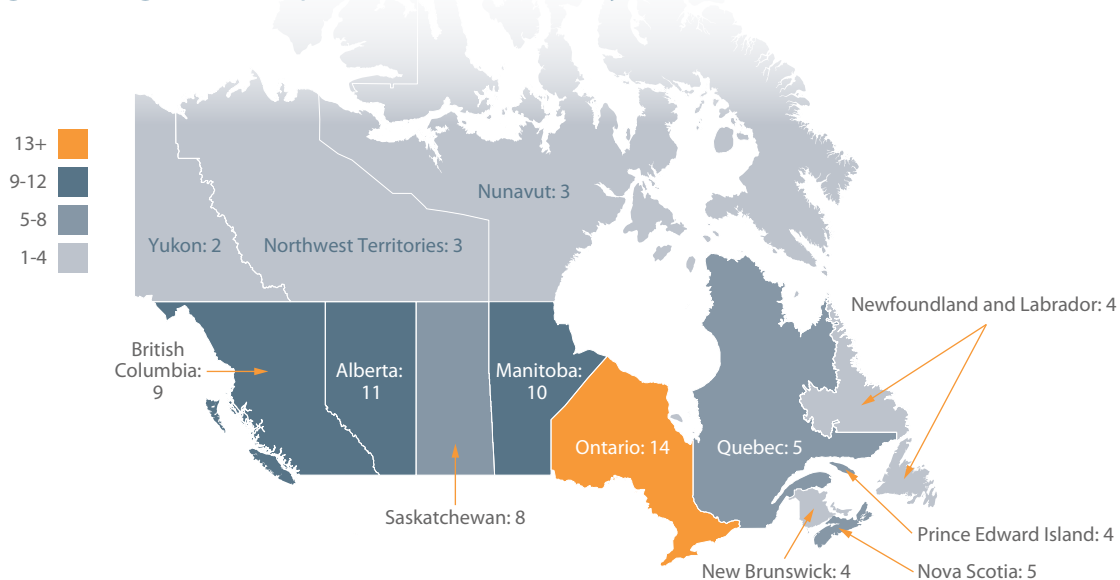 13+
9-12
5-8
1-4
Nunavut: 3
Yukon: 2
Northwest Territories: 3
Newfoundland and Labrador: 4
British
Columbia:
9
Alberta:
11
Manitoba:
10
Ontario: 14
Quebec: 5
Saskatchewan: 8
Prince Edward Island: 4
New Brunswick: 4
Nova Scotia: 5